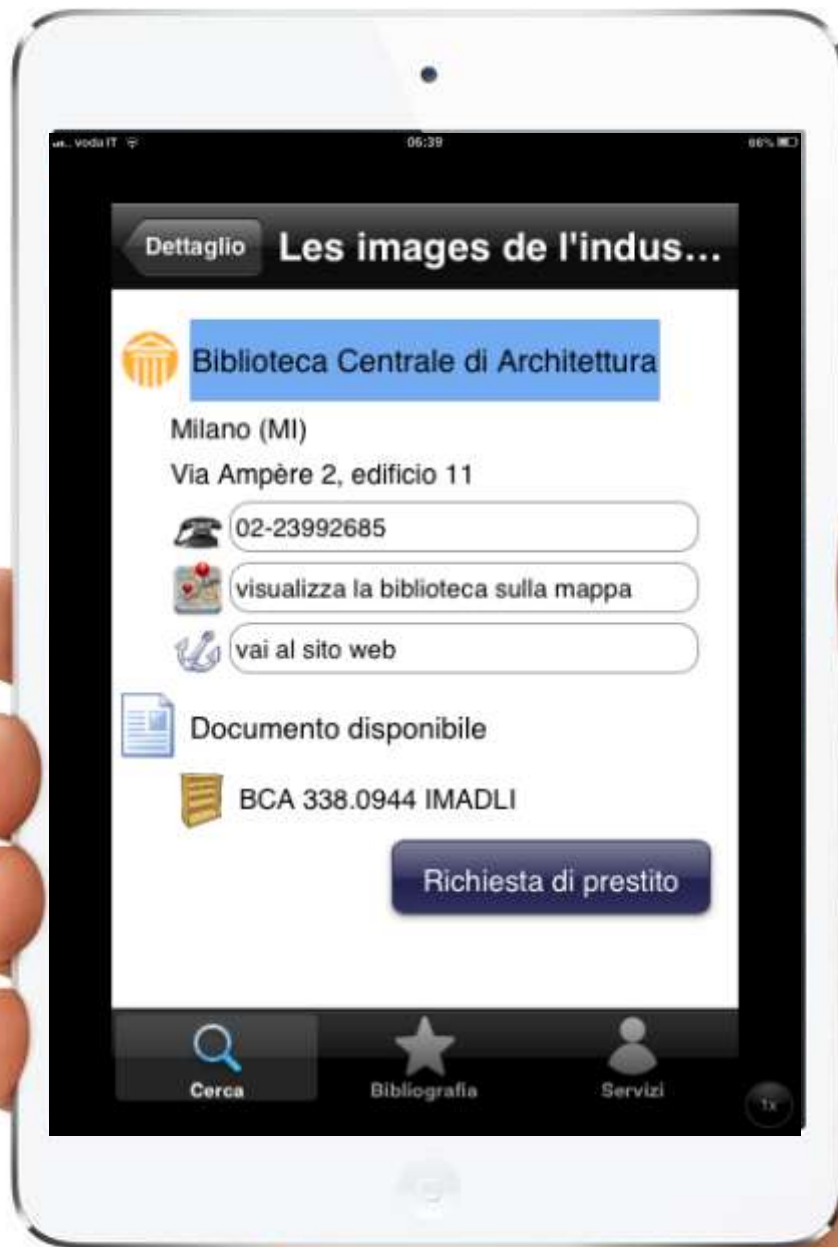 voda IT
06:39
66%
Dettaglio
Les images de l'indus...
Biblioteca Centrale di Architettura
Milano (MI)
Via Ampère 2, edificio 11
02-23992685
visualizza la biblioteca sulla mappa
vai al sito web
Documento disponibile
BCA 338.0944 IMADLI
Richiesta di prestito
Cerca
Bibliografia
Servizi
1x